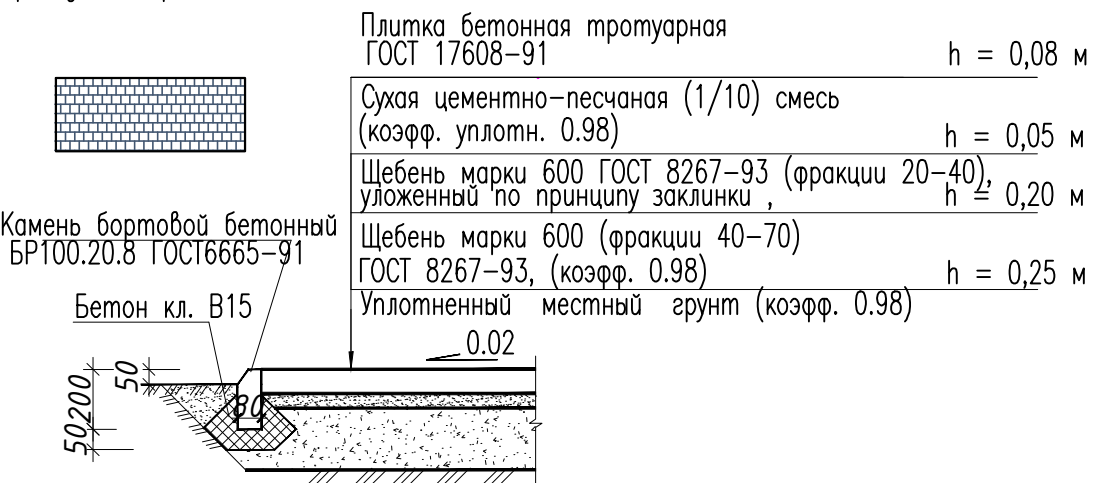 Плитка бетонная тротуарная
ГОСТ 17608-91 h = 0,08 м
Сухая цементно-песчаная (1/10) смесь
(коэфф. уплотн. 0.98) h = 0,05 м
Щебень марки 600 ГОСТ 8267-93 (фракции 20-40),
уложенный по принципу заклинки , h = 0,20 м
Щебень марки 600 (фракции 40-70)
ГОСТ 8267-93, (коэфф. 0.98) h = 0,25 м
Уплотненный местный грунт (коэфф. 0.98)
Камень бортовой бетонный
БР100.20.8 ГОСТ6665-91
Бетон кл. В15
0.02
50
200
50
80